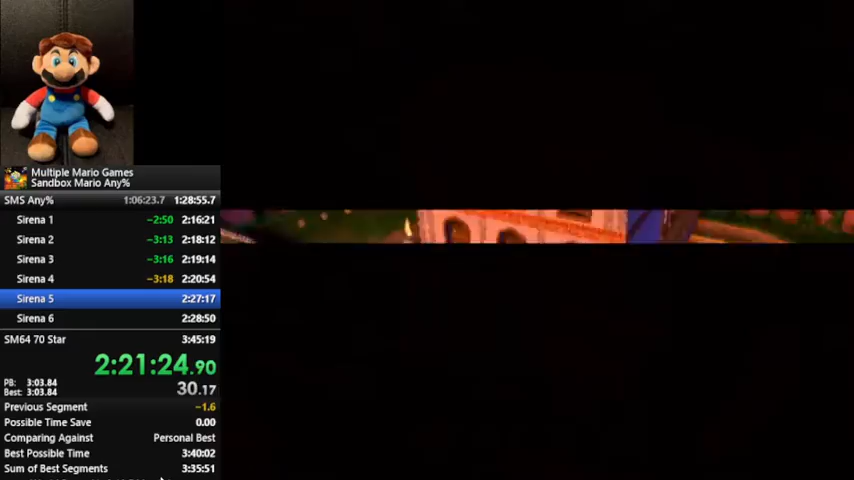 Multiple Mario Games
Sandbox Mario Any%
SMS Any% 1:06:23.7 1:28:55.7
Sirena 1 −2:50 2:16:21
Sirena 2 −3:13 2:18:12
Sirena 3 −3:16 2:19:14
Sirena 4 −3:18 2:20:54
Sirena 5 2:27:17
Sirena 6 2:28:50
SM64 70 Star 3:45:19
2:21:24.90
PB: 3:03.84
Best: 3:03.84
30.17
Previous Segment −1.6
Possible Time Save 0.00
Comparing Against Personal Best
Best Possible Time 3:40:02
Sum of Best Segments 3:35:51